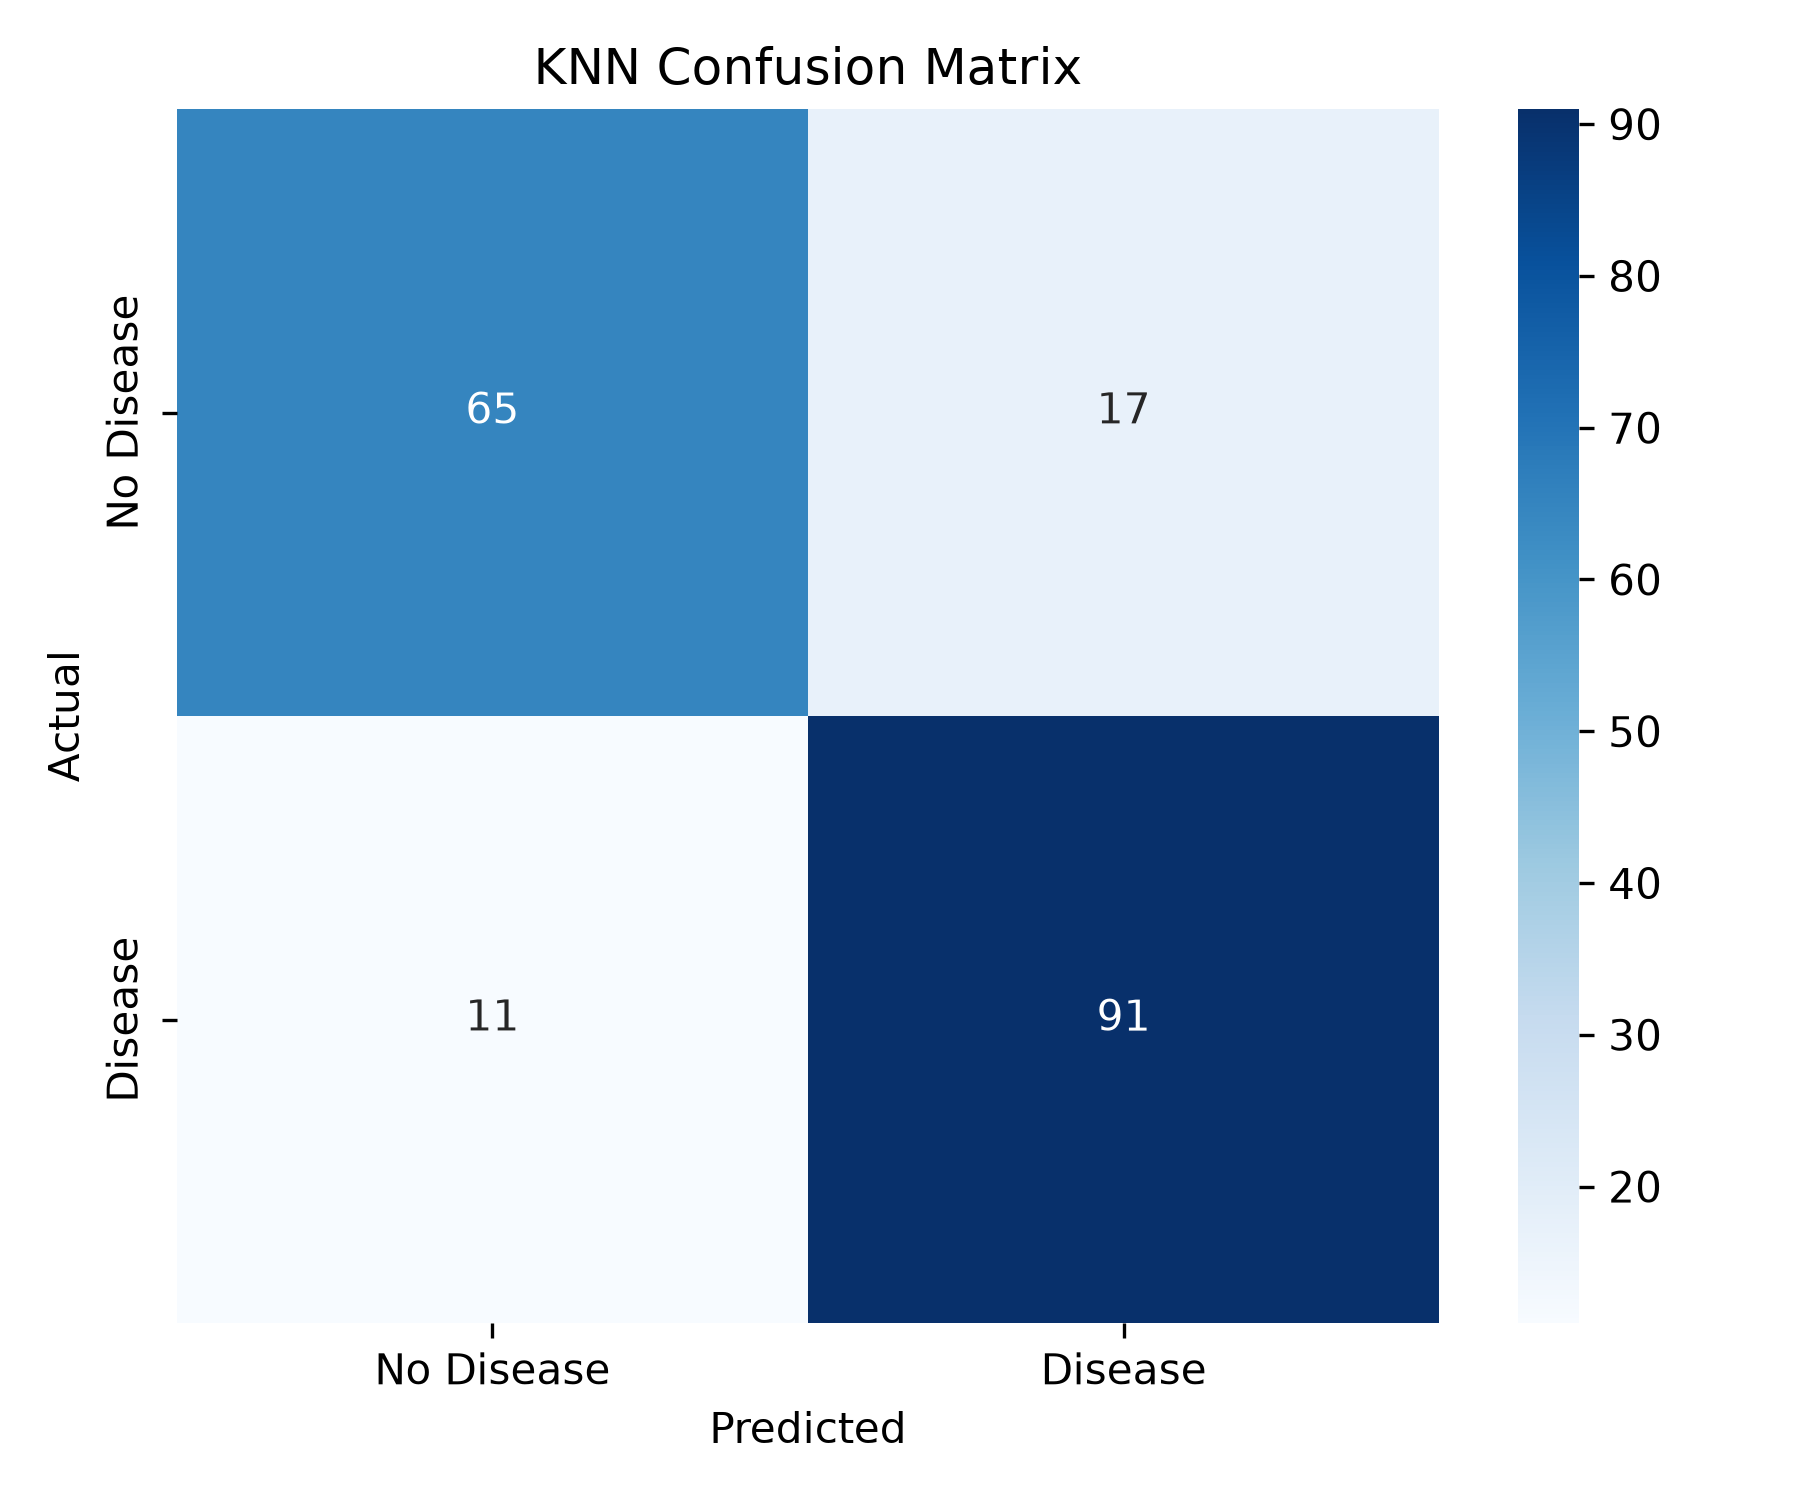 KNN Confusion Matrix
Actual
No Disease
Disease
65
17
11
91
No Disease
Disease
Predicted
90
80
70
60
50
40
30
20